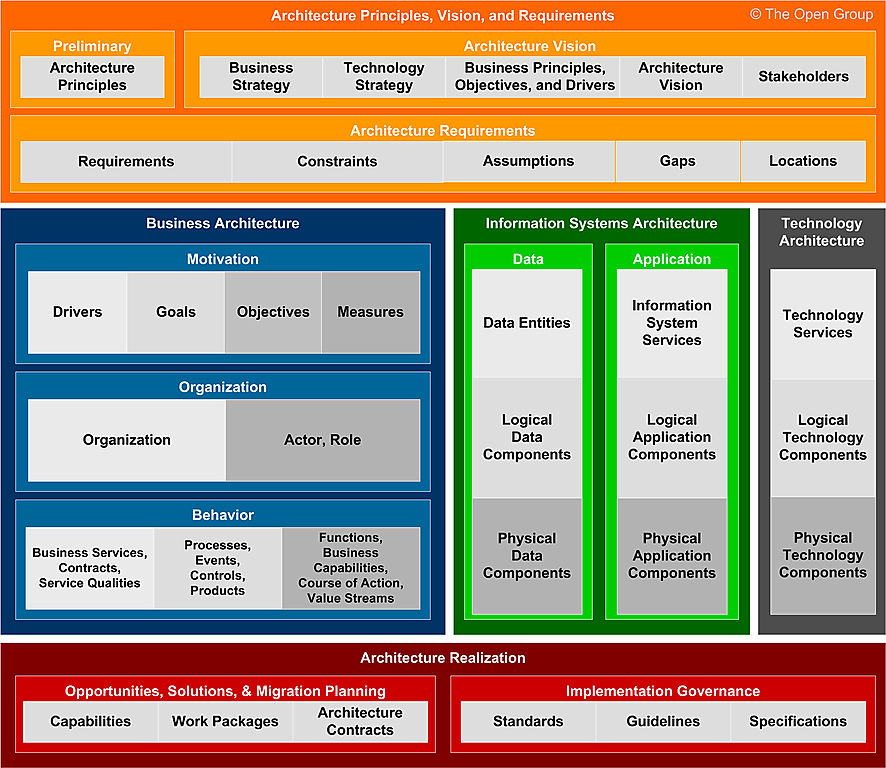 Architecture Principles, Vision, and Requirements
© The Open Group
Preliminary
Architecture
Principles
Architecture Vision
Business
Strategy
Technology
Strategy
Business Principles,
Objectives, and Drivers
Architecture
Vision
Stakeholders
Architecture Requirements
Requirements
Constraints
Assumptions
Gaps
Locations
Business Architecture
Motivation
Drivers
Goals
Objectives
Measures
Organization
Organization
Actor, Role
Behavior
Business Services,
Contracts,
Service Qualities
Processes,
Events,
Controls,
Products
Functions,
Business
Capabilities,
Course of Action,
Value Streams
Information Systems Architecture
Data
Data Entities
Logical
Data
Components
Physical
Data
Components
Application
Information
System
Services
Logical
Application
Components
Physical
Application
Components
Technology
Architecture
Technology
Services
Logical
Technology
Components
Physical
Technology
Components
Architecture Realization
Opportunities, Solutions, & Migration Planning
Capabilities
Work Packages
Architecture
Contracts
Implementation Governance
Standards
Guidelines
Specifications